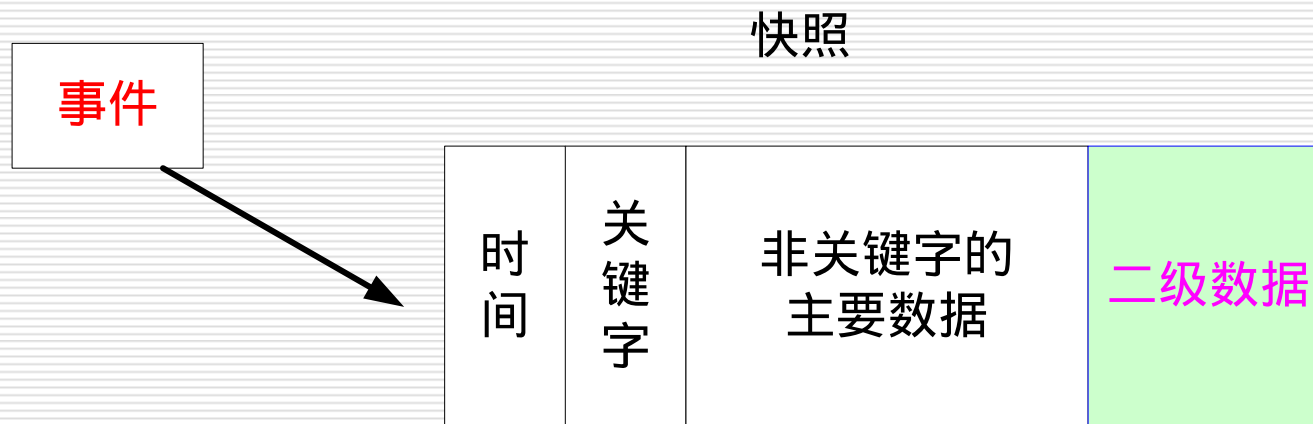 快照
事件
时
间
关
键
字
非关键字的
主要数据
二级数据